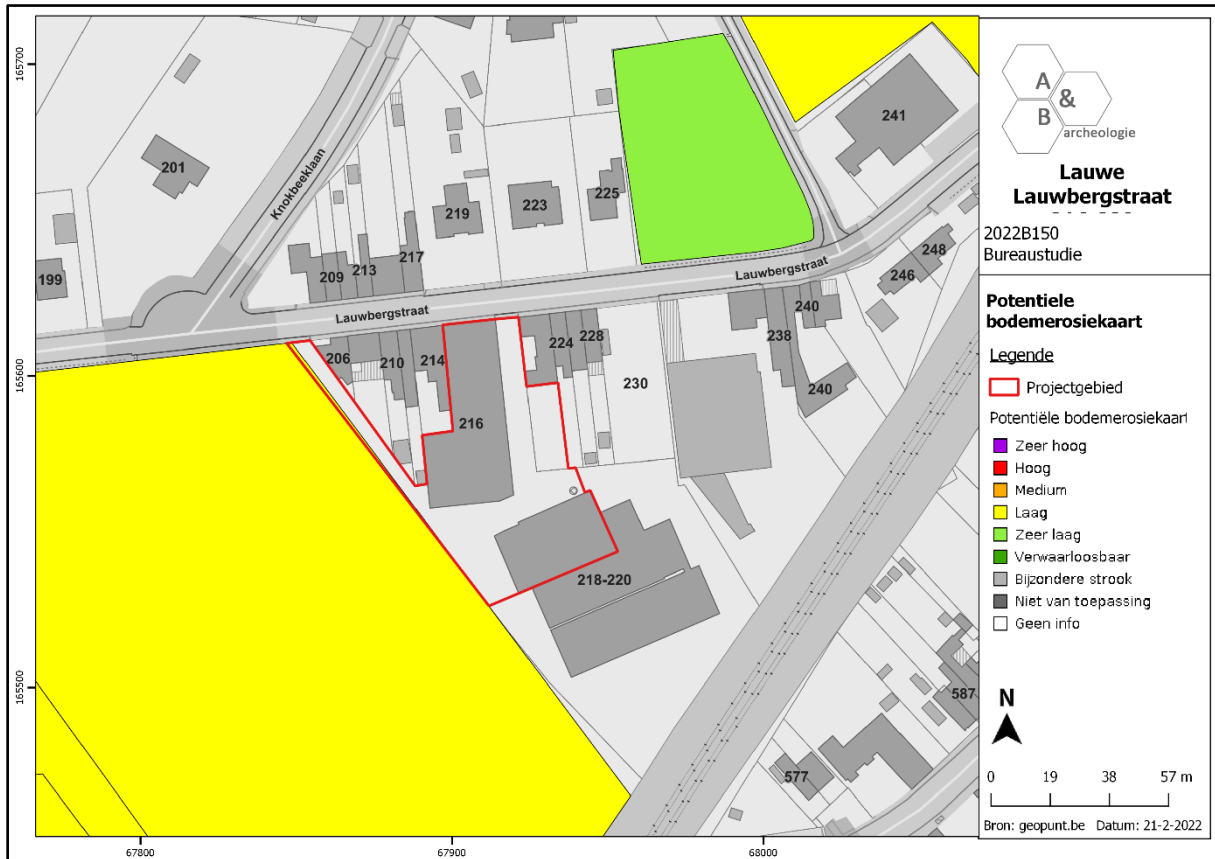 165700
165600
165500
67800
67900
68000
201
Knokbeeklaan
199
209
213
217
219
223
225
241
248
246
Lauwbergstraat
Lauwbergstraat
206
210
214
216
224
228
230
238
240
240
218-220
577
587
A
&
B
archeologie
Lauwe
Lauwbergstraat
2022B150
Bureaustudie
Potentiele
bodemerosiekaart
Legende
Projectgebied
Potentiële bodemerosiekaart
Zeer hoog
Hoog
Medium
Laag
Zeer laag
Verwaarloosbaar
Bijzondere strook
Niet van toepassing
Geen info
N
0 19 38 57 m
Bron: geopunt.be Datum: 21-2-2022